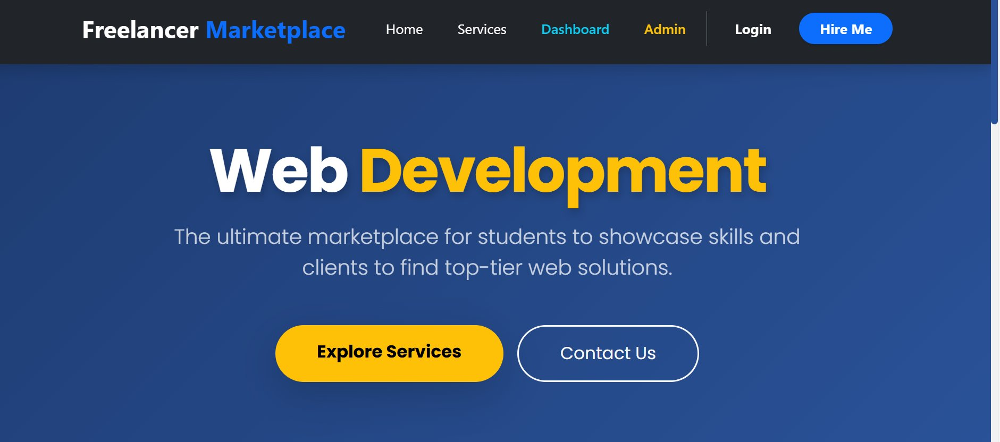 Freelancer Marketplace Home Services Dashboard Admin Login Hire Me
Web Development
The ultimate marketplace for students to showcase skills and
clients to find top-tier web solutions.
Explore Services Contact Us